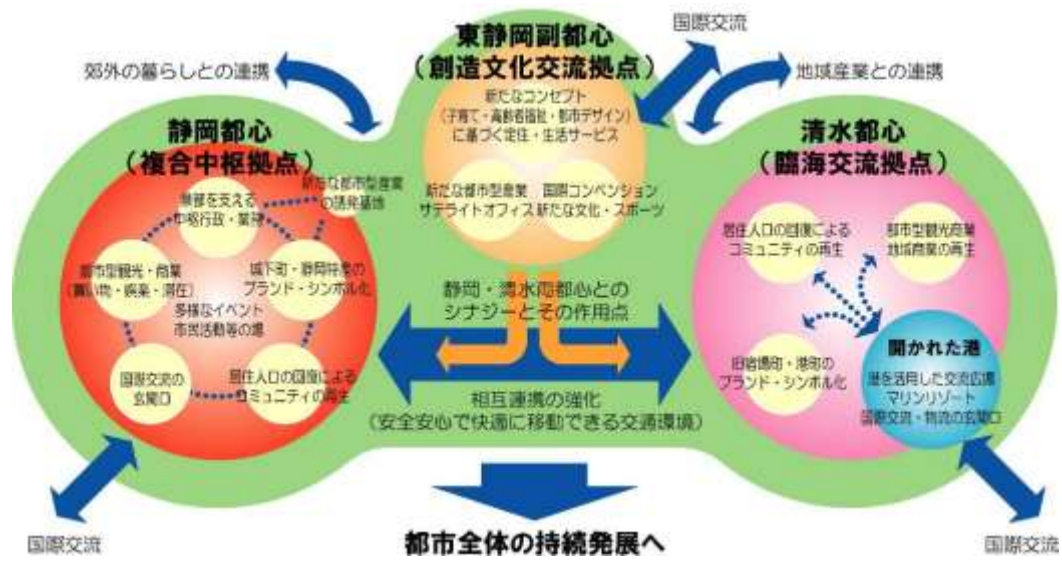 国際交流
東静岡副都心
(創造文化交流拠点)
郊外の暮らしとの連携
地域産業との連携
新たなコンセプト
(子育て・高齢者福祉・都市デザイン)
に基づく定住・生活サービス
新たな都市型産業
サテライトオフィス
国際コンベンション
新たな文化・スポーツ
静岡都心
(複合中枢拠点)
県都を支える
中格行政・業務
新たな都市型産業
の誘発基地
都市型観光・商業
(買い物・娯楽・滞在)
城下町・静岡特産の
ブランド・シンボル化
多様なイベント
市民活動等の場
国際交流の
玄関口
居住人口の回復による
コミュニティの再生
清水都心
(臨海交流拠点)
居住人口の回復による
コミュニティの再生
都市型観光商業
地域商業の再生
旧宿場町・港町の
ブランド・シンボル化
開かれた港
港を活用した交流広場
マリンリゾート
国際交流・物流の玄関口
静岡・清水両都心との
シナジーとその作用点
相互連携の強化
(安全安心で快適に移動できる交通環境)
国際交流
都市全体の持続発展へ
国際交流